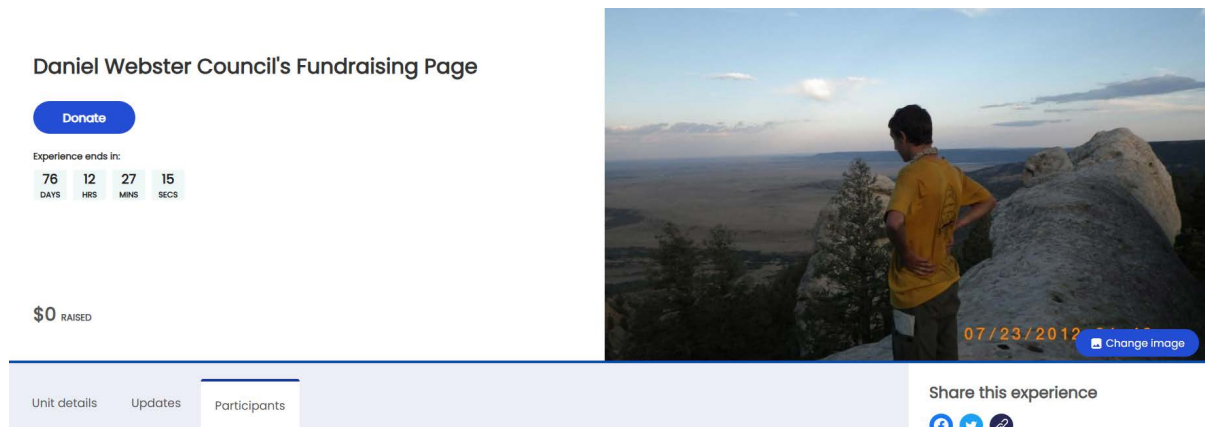 Daniel Webster Council's Fundraising Page
Donate
Experience ends in:
76 12 27 15
DAYS HRS MINS SECS
$0 RAISED
07/23/2012
Change image
Unit details Updates Participants
Share this experience